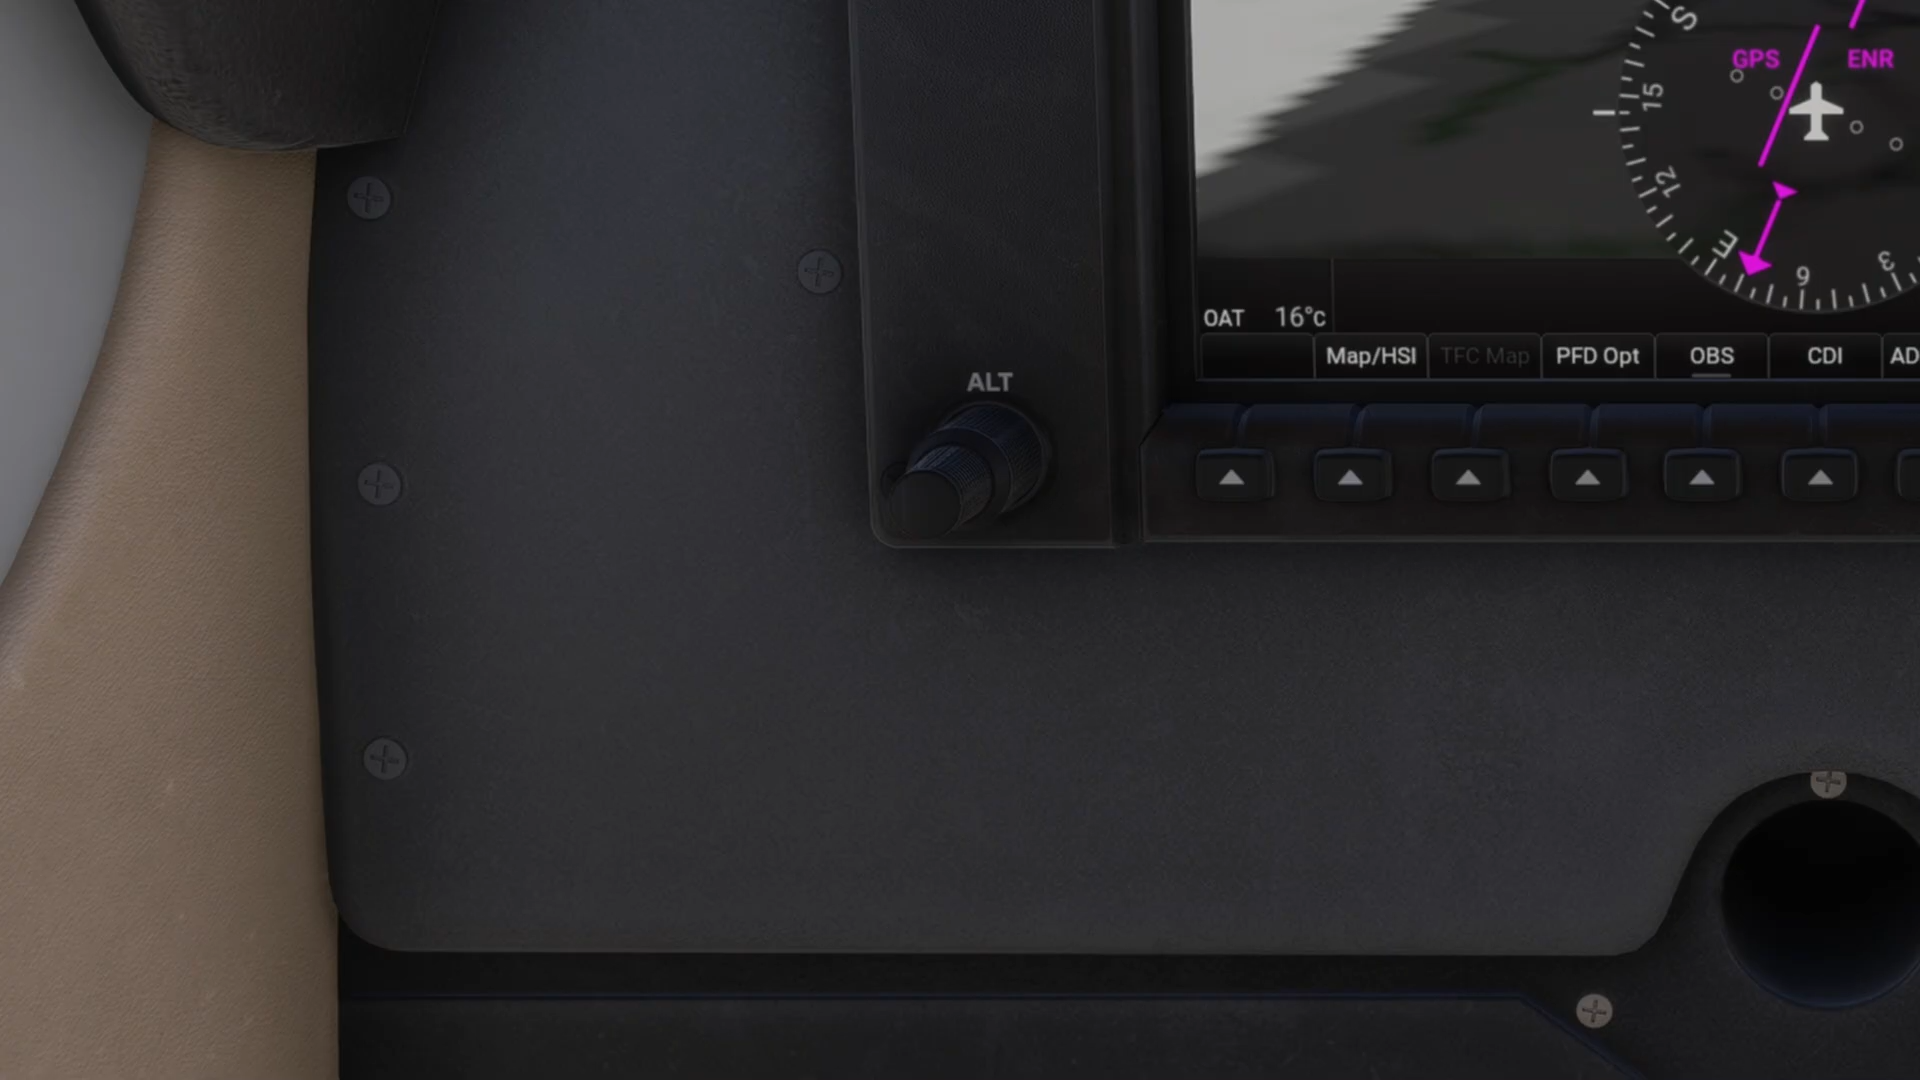 S
GPS ENR
15
12
E
6
3
OAT 16°C
Map/HSI TFC Map PFD Opt OBS CDI AD
ALT